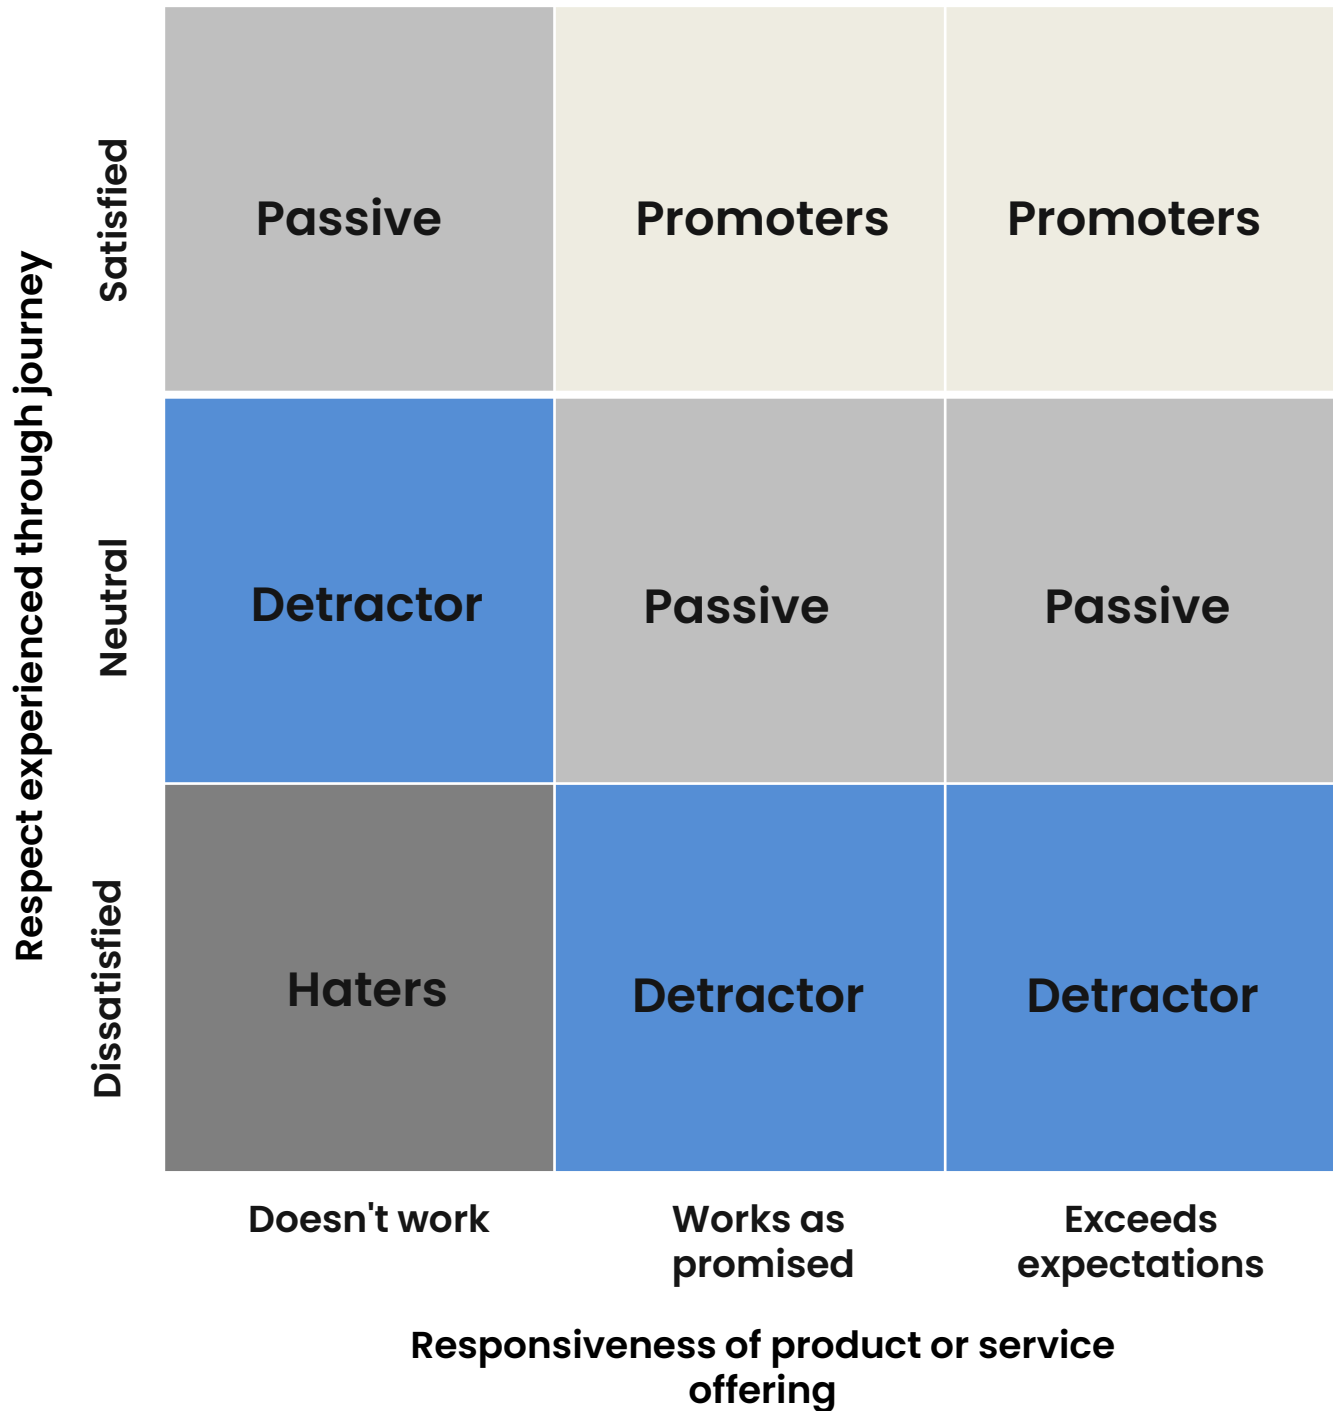 Respect experienced through journey
Satisfied
Passive
Promoters
Promoters
Neutral
Detractor
Passive
Passive
Dissatisfied
Haters
Detractor
Detractor
Doesn't work
Works as
promised
Exceeds
expectations
Responsiveness of product or service
offering